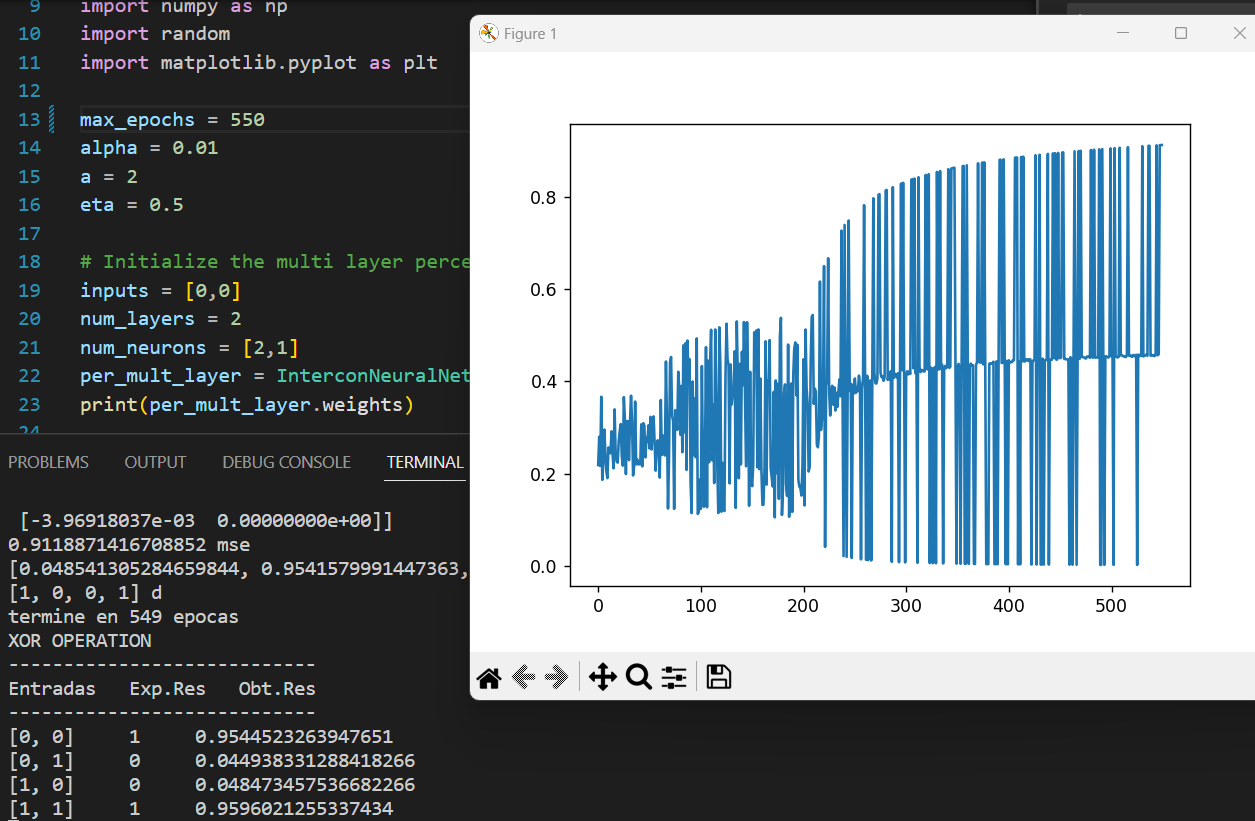 9 import numpy as np
10 import random
11 import matplotlib.pyplot as plt
12
13 max_epochs = 550
14 alpha = 0.01
15 a = 2
16 eta = 0.5
17
18 # Initialize the multi layer perce
19 inputs = [0,0]
20 num_layers = 2
21 num_neurons = [2,1]
22 per_mult_layer = InterconNeuralNet
23 print(per_mult_layer.weights)
24
PROBLEMS OUTPUT DEBUG CONSOLE TERMINAL
[-3.96918037e-03 0.00000000e+00]]
0.9118871416708852 mse
[0.048541305284659844, 0.9541579991447363,
[1, 0, 0, 1] d
termine en 549 epocas
XOR OPERATION
---------------------------
Entradas Exp.Res Obt.Res
---------------------------
[0, 0] 1 0.9544523263947651
[0, 1] 0 0.044938331288418266
[1, 0] 0 0.048473457536682266
[1, 1] 1 0.9596021255337434
Figure 1
0.8
0.6
0.4
0.2
0.0
0 100 200 300 400 500